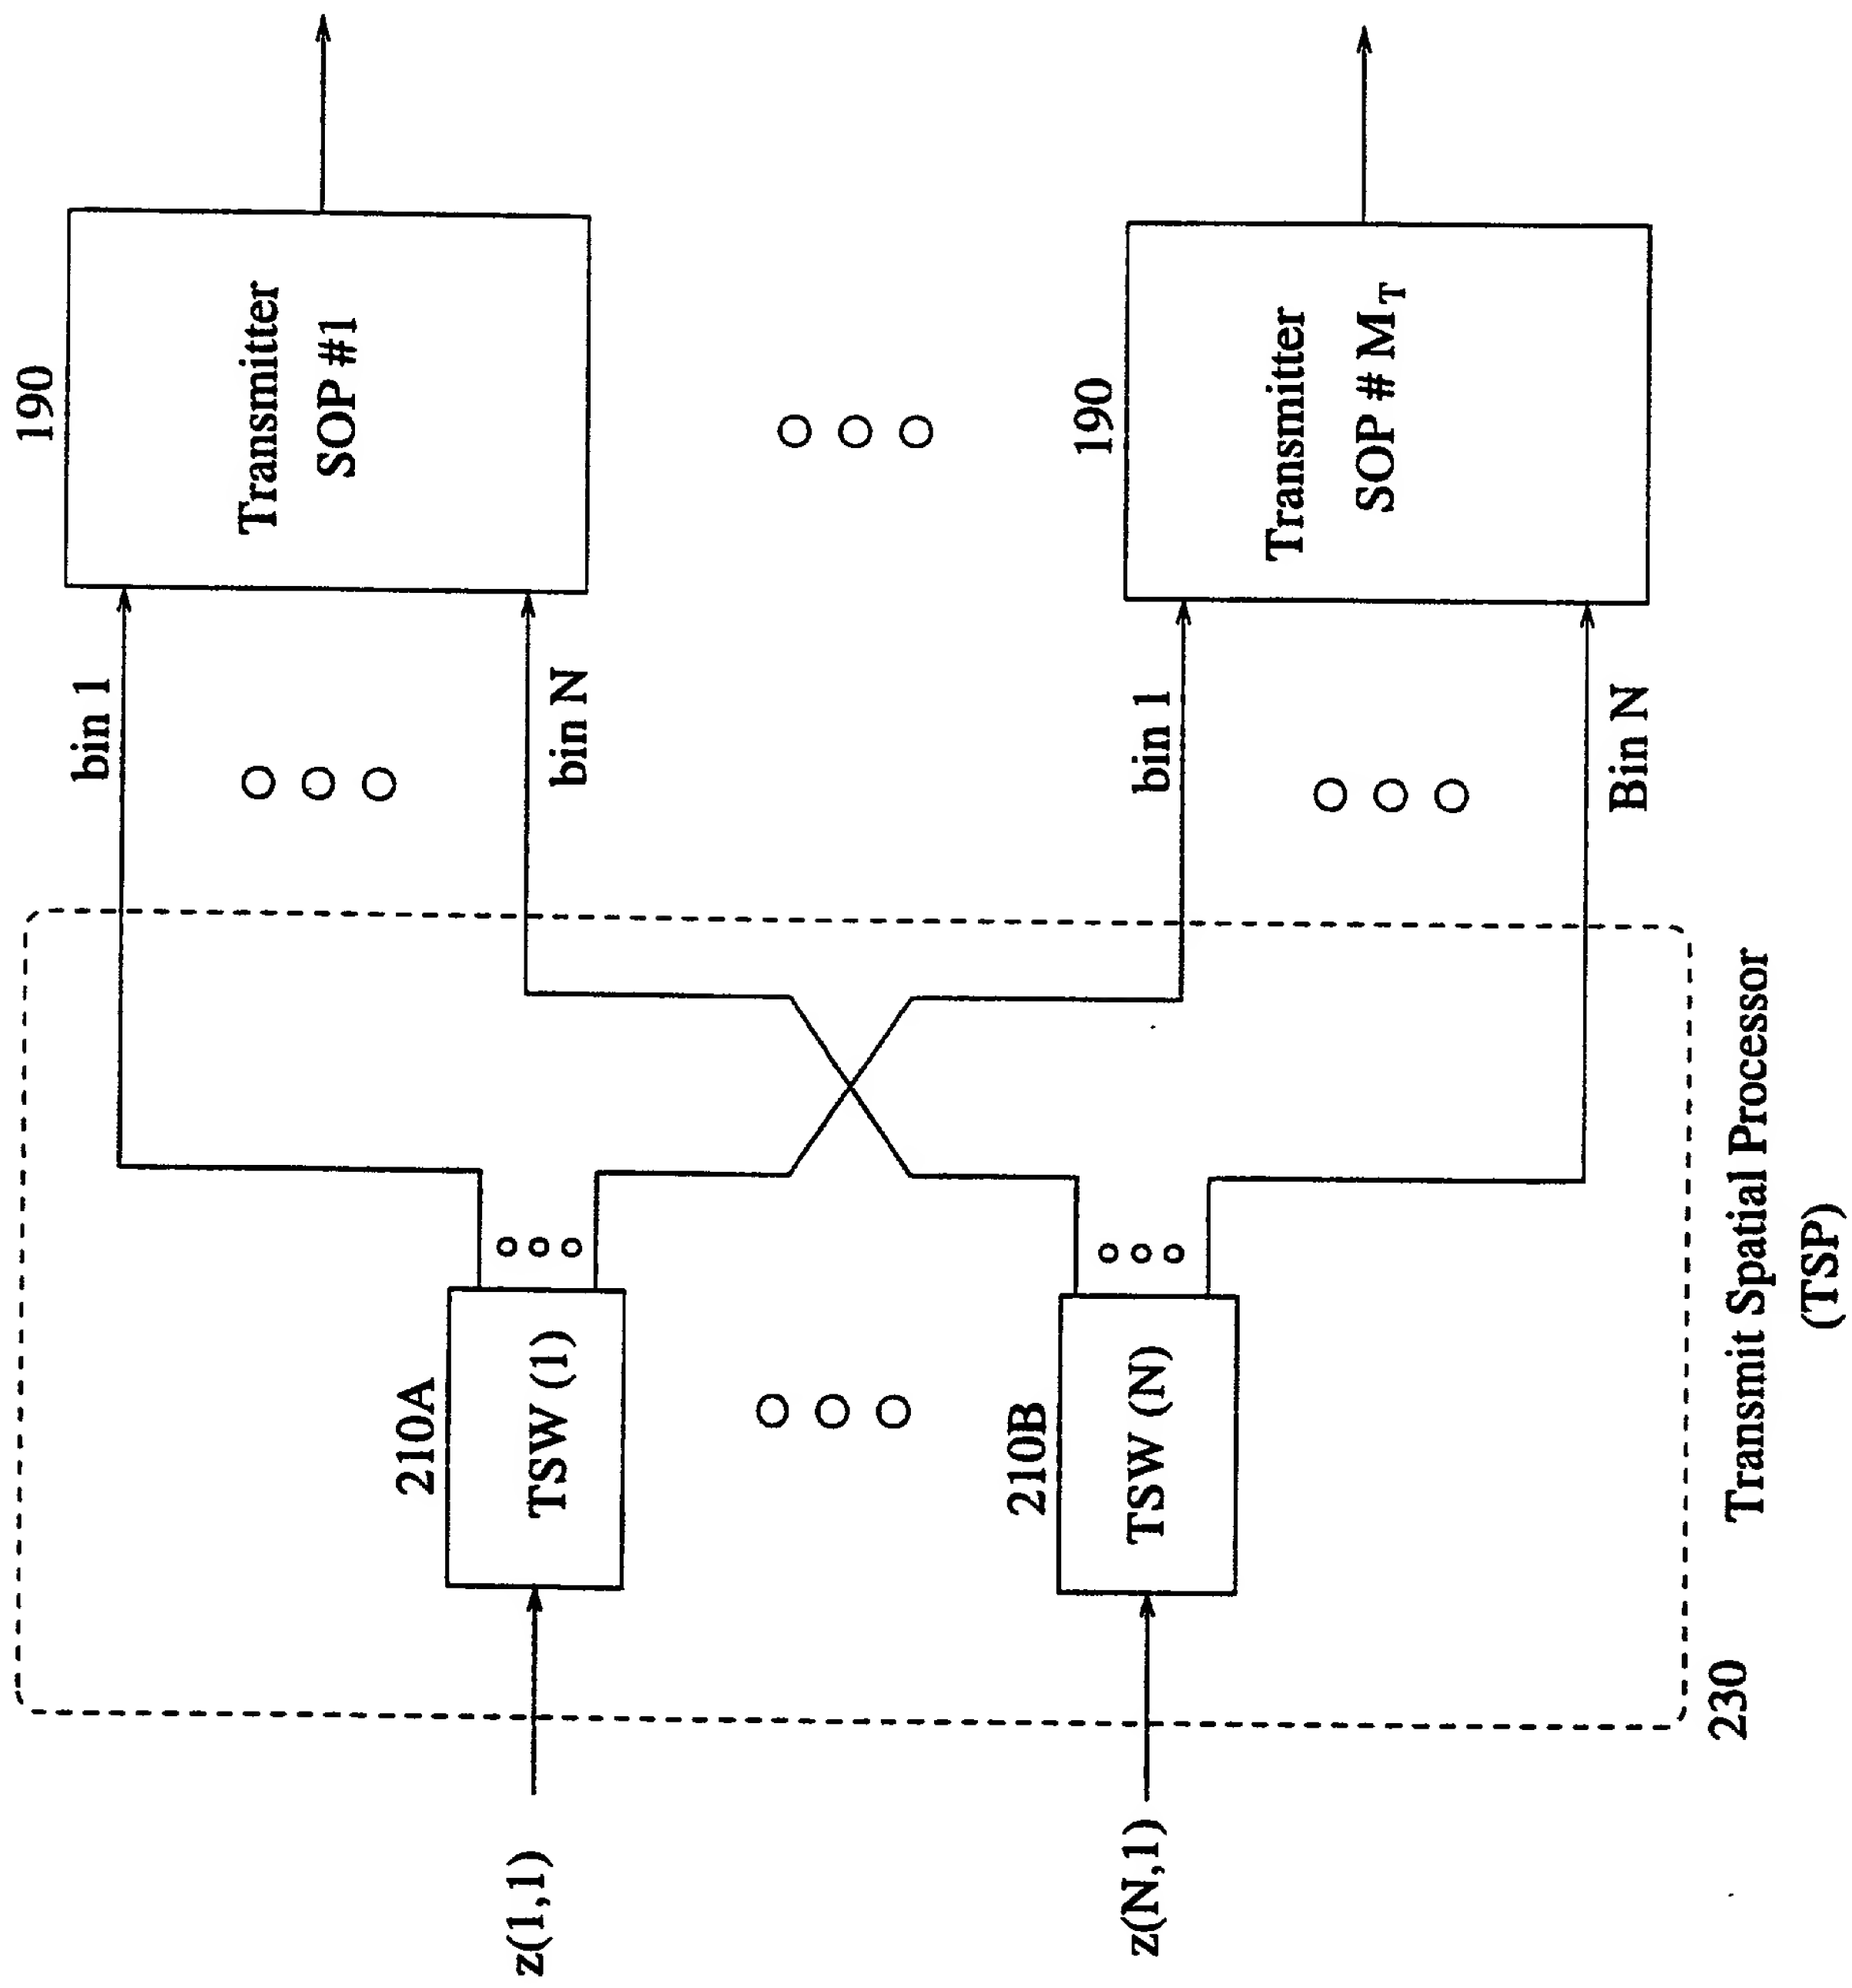 190
Transmitter
SOP #1
bin 1
bin N
190
Transmitter
SOP # M_T
bin 1
Bin N
210A
TSW (1)
210B
TSW (N)
z(1,1)
z(N,1)
230
Transmit Spatial Processor
(TSP)